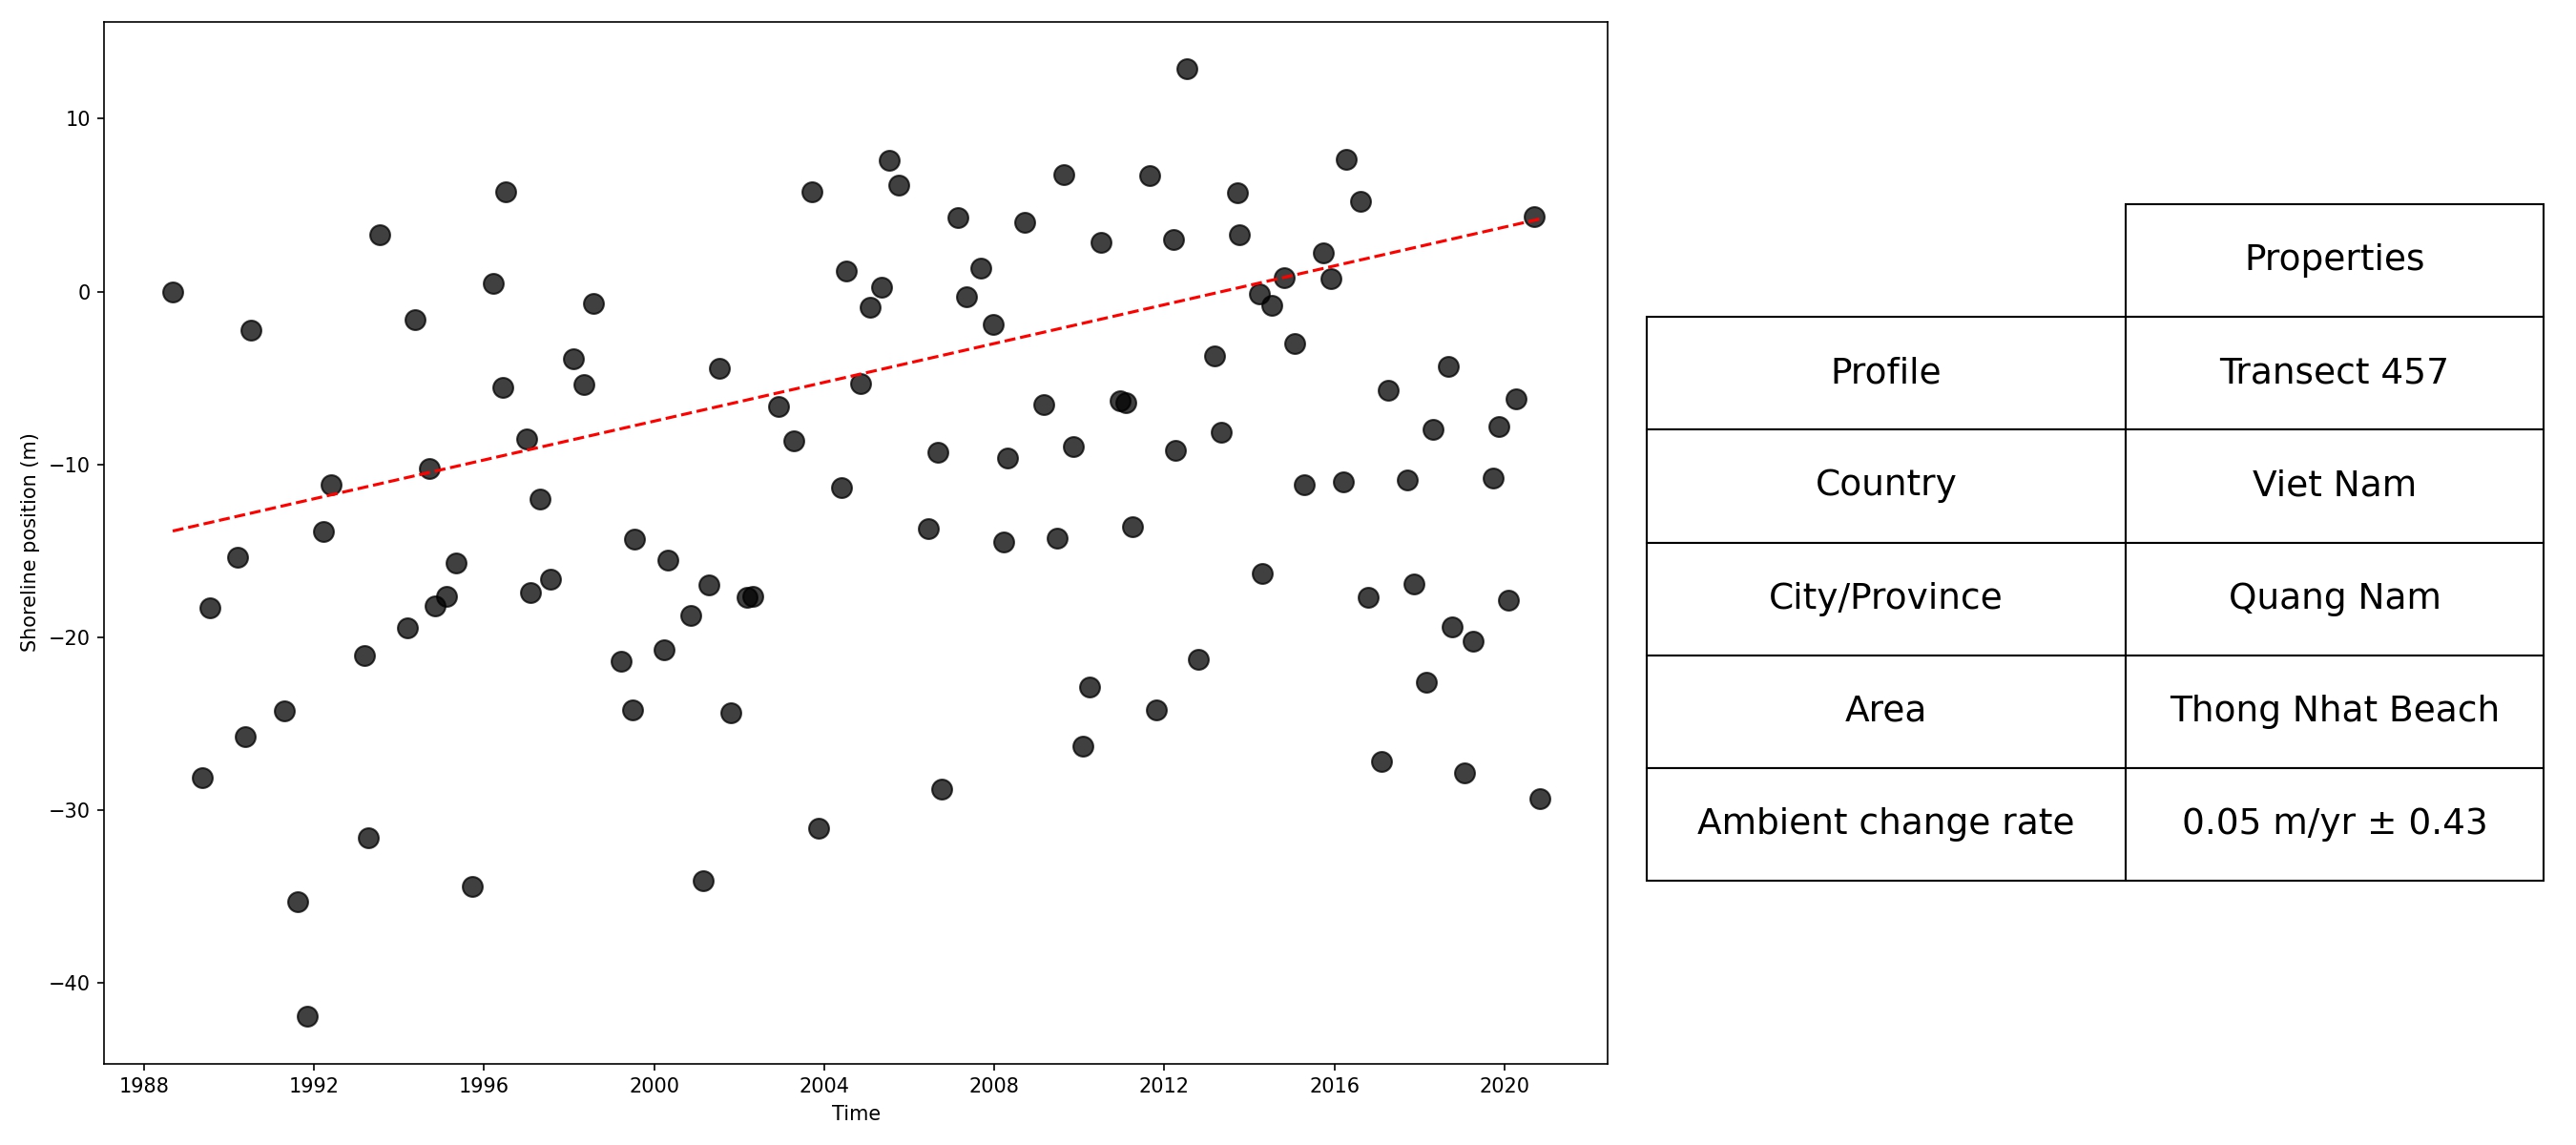 Shoreline position (m)
10
0
−10
−20
−30
−40
1988 1992 1996 2000 2004 2008 2012 2016 2020
Time
Properties
Profile Transect 457
Country Viet Nam
City/Province Quang Nam
Area Thong Nhat Beach
Ambient change rate 0.05 m/yr ± 0.43